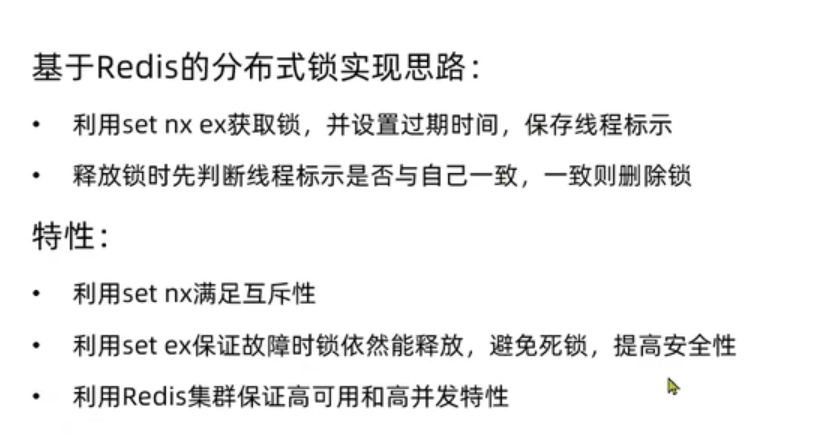 基于Redis的分布式锁实现思路：
• 利用set nx ex获取锁，并设置过期时间，保存线程标示
• 释放锁时先判断线程标示是否与自己一致，一致则删除锁
特性：
• 利用set nx满足互斥性
• 利用set ex保证故障时锁依然能释放，避免死锁，提高安全性
• 利用Redis集群保证高可用和高并发特性